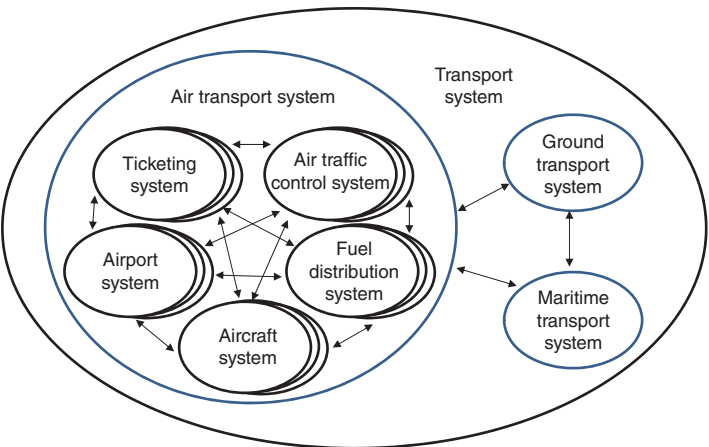 Transport
system
Air transport system
Ticketing
system
Air traffic
control system
Ground
transport
system
Airport
system
Fuel
distribution
system
Aircraft
system
Maritime
transport
system